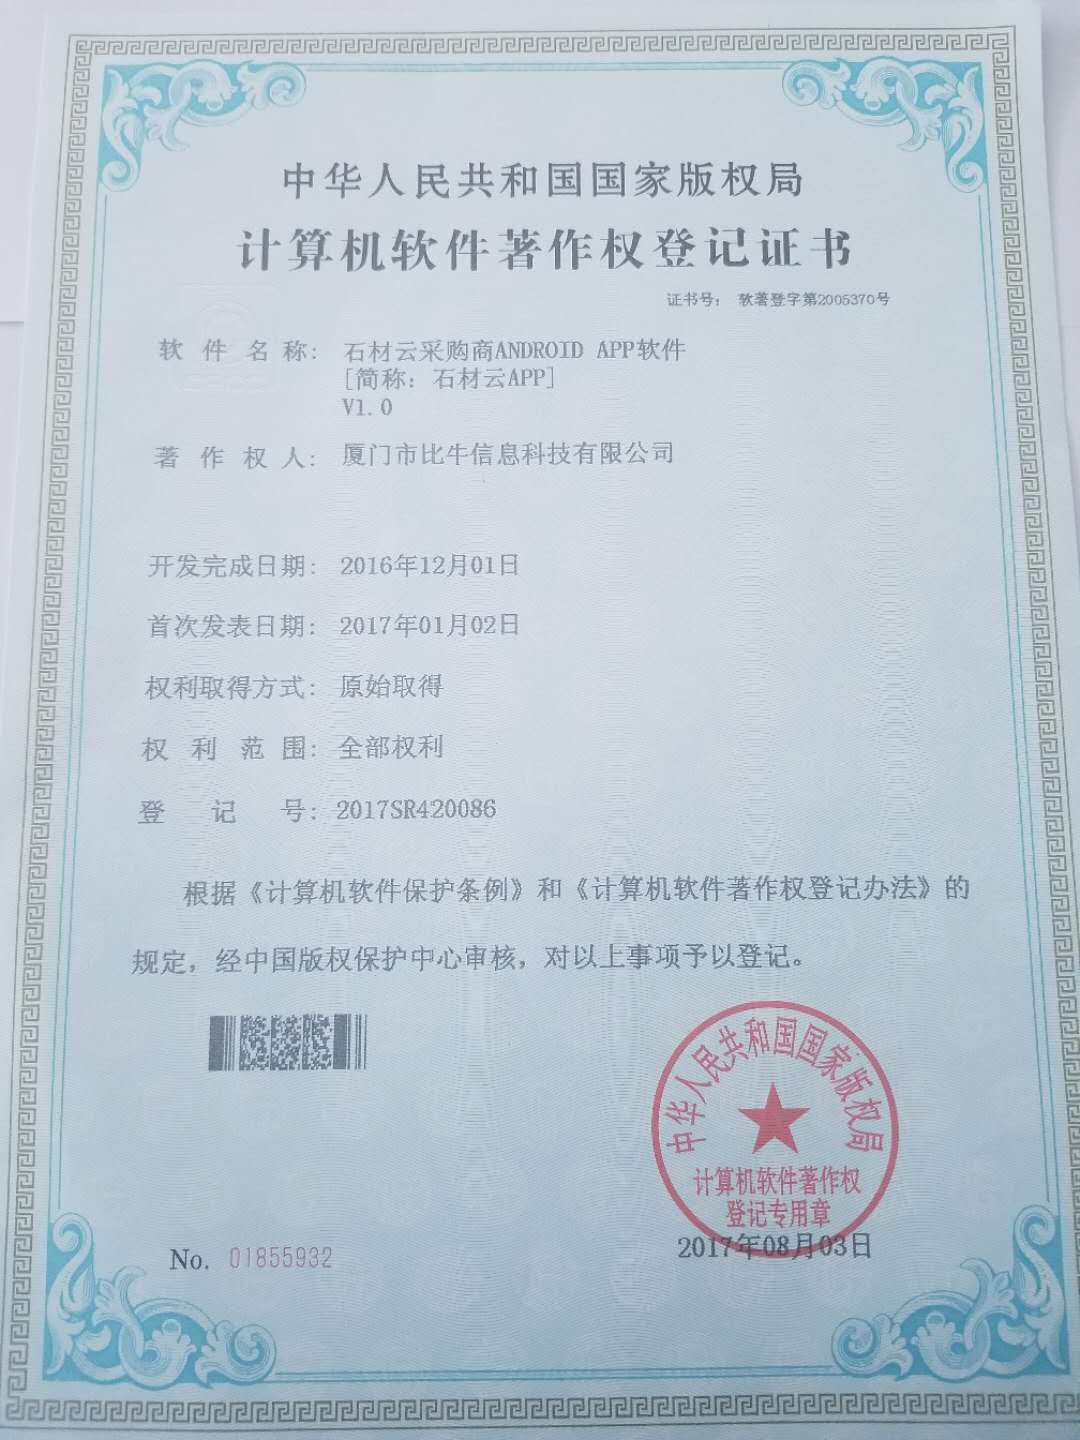 中华人民共和国国家版权局
计算机软件著作权登记证书
证书号： 软著登字第2005370号
软件名称： 石材云采购商ANDROID APP软件
[简称：石材云APP]
V1.0
著作权人： 厦门市比牛信息科技有限公司
开发完成日期： 2016年12月01日
首次发表日期： 2017年01月02日
权利取得方式： 原始取得
权利范围： 全部权利
登记号： 2017SR420086
根据《计算机软件保护条例》和《计算机软件著作权登记办法》的
规定，经中国版权保护中心审核，对以上事项予以登记。
中华人民共和国国家版权局
计算机软件著作权
登记专用章
2017年08月03日
No. 01855932